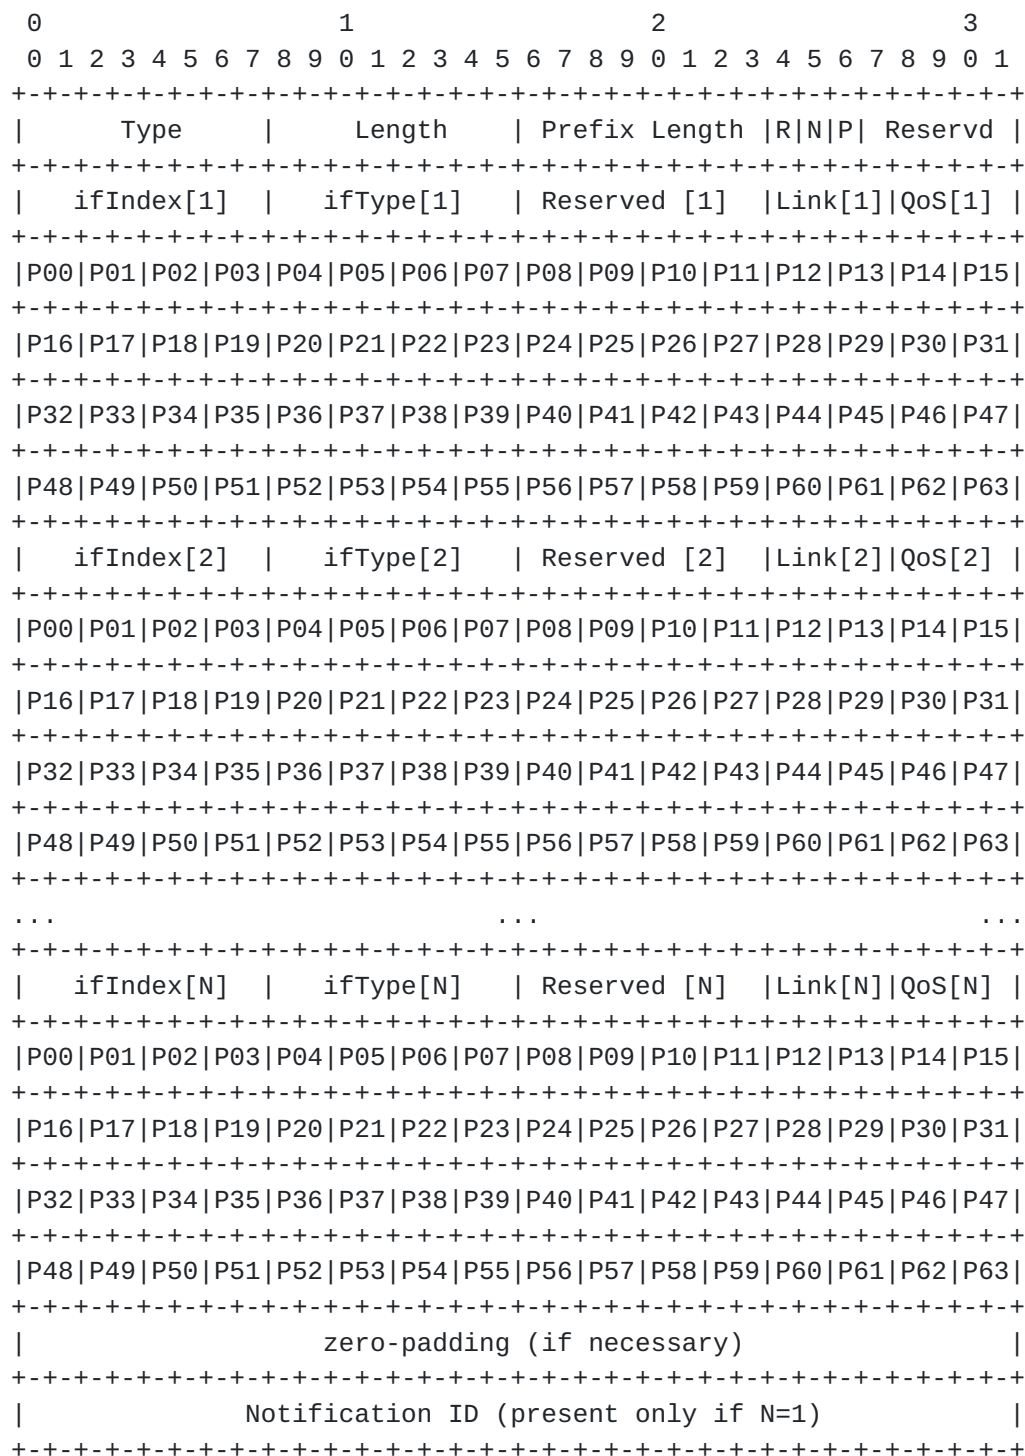 0                   1                   2                   3
 0 1 2 3 4 5 6 7 8 9 0 1 2 3 4 5 6 7 8 9 0 1 2 3 4 5 6 7 8 9 0 1
+-+-+-+-+-+-+-+-+-+-+-+-+-+-+-+-+-+-+-+-+-+-+-+-+-+-+-+-+-+-+-+-+
|      Type     |     Length    | Prefix Length |R|N|P| Reservd |
+-+-+-+-+-+-+-+-+-+-+-+-+-+-+-+-+-+-+-+-+-+-+-+-+-+-+-+-+-+-+-+-+
|   ifIndex[1]  |   ifType[1]   | Reserved [1]  |Link[1]|QoS[1] |
+-+-+-+-+-+-+-+-+-+-+-+-+-+-+-+-+-+-+-+-+-+-+-+-+-+-+-+-+-+-+-+-+
|P00|P01|P02|P03|P04|P05|P06|P07|P08|P09|P10|P11|P12|P13|P14|P15|
+-+-+-+-+-+-+-+-+-+-+-+-+-+-+-+-+-+-+-+-+-+-+-+-+-+-+-+-+-+-+-+-+
|P16|P17|P18|P19|P20|P21|P22|P23|P24|P25|P26|P27|P28|P29|P30|P31|
+-+-+-+-+-+-+-+-+-+-+-+-+-+-+-+-+-+-+-+-+-+-+-+-+-+-+-+-+-+-+-+-+
|P32|P33|P34|P35|P36|P37|P38|P39|P40|P41|P42|P43|P44|P45|P46|P47|
+-+-+-+-+-+-+-+-+-+-+-+-+-+-+-+-+-+-+-+-+-+-+-+-+-+-+-+-+-+-+-+-+
|P48|P49|P50|P51|P52|P53|P54|P55|P56|P57|P58|P59|P60|P61|P62|P63|
+-+-+-+-+-+-+-+-+-+-+-+-+-+-+-+-+-+-+-+-+-+-+-+-+-+-+-+-+-+-+-+-+
|   ifIndex[2]  |   ifType[2]   | Reserved [2]  |Link[2]|QoS[2] |
+-+-+-+-+-+-+-+-+-+-+-+-+-+-+-+-+-+-+-+-+-+-+-+-+-+-+-+-+-+-+-+-+
|P00|P01|P02|P03|P04|P05|P06|P07|P08|P09|P10|P11|P12|P13|P14|P15|
+-+-+-+-+-+-+-+-+-+-+-+-+-+-+-+-+-+-+-+-+-+-+-+-+-+-+-+-+-+-+-+-+
|P16|P17|P18|P19|P20|P21|P22|P23|P24|P25|P26|P27|P28|P29|P30|P31|
+-+-+-+-+-+-+-+-+-+-+-+-+-+-+-+-+-+-+-+-+-+-+-+-+-+-+-+-+-+-+-+-+
|P32|P33|P34|P35|P36|P37|P38|P39|P40|P41|P42|P43|P44|P45|P46|P47|
+-+-+-+-+-+-+-+-+-+-+-+-+-+-+-+-+-+-+-+-+-+-+-+-+-+-+-+-+-+-+-+-+
|P48|P49|P50|P51|P52|P53|P54|P55|P56|P57|P58|P59|P60|P61|P62|P63|
+-+-+-+-+-+-+-+-+-+-+-+-+-+-+-+-+-+-+-+-+-+-+-+-+-+-+-+-+-+-+-+-+
...                            ...                            ...
+-+-+-+-+-+-+-+-+-+-+-+-+-+-+-+-+-+-+-+-+-+-+-+-+-+-+-+-+-+-+-+-+
|   ifIndex[N]  |   ifType[N]   | Reserved [N]  |Link[N]|QoS[N] |
+-+-+-+-+-+-+-+-+-+-+-+-+-+-+-+-+-+-+-+-+-+-+-+-+-+-+-+-+-+-+-+-+
|P00|P01|P02|P03|P04|P05|P06|P07|P08|P09|P10|P11|P12|P13|P14|P15|
+-+-+-+-+-+-+-+-+-+-+-+-+-+-+-+-+-+-+-+-+-+-+-+-+-+-+-+-+-+-+-+-+
|P16|P17|P18|P19|P20|P21|P22|P23|P24|P25|P26|P27|P28|P29|P30|P31|
+-+-+-+-+-+-+-+-+-+-+-+-+-+-+-+-+-+-+-+-+-+-+-+-+-+-+-+-+-+-+-+-+
|P32|P33|P34|P35|P36|P37|P38|P39|P40|P41|P42|P43|P44|P45|P46|P47|
+-+-+-+-+-+-+-+-+-+-+-+-+-+-+-+-+-+-+-+-+-+-+-+-+-+-+-+-+-+-+-+-+
|P48|P49|P50|P51|P52|P53|P54|P55|P56|P57|P58|P59|P60|P61|P62|P63|
+-+-+-+-+-+-+-+-+-+-+-+-+-+-+-+-+-+-+-+-+-+-+-+-+-+-+-+-+-+-+-+-+
|                   zero-padding (if necessary)                 |
+-+-+-+-+-+-+-+-+-+-+-+-+-+-+-+-+-+-+-+-+-+-+-+-+-+-+-+-+-+-+-+-+
|              Notification ID (present only if N=1)            |
+-+-+-+-+-+-+-+-+-+-+-+-+-+-+-+-+-+-+-+-+-+-+-+-+-+-+-+-+-+-+-+-+